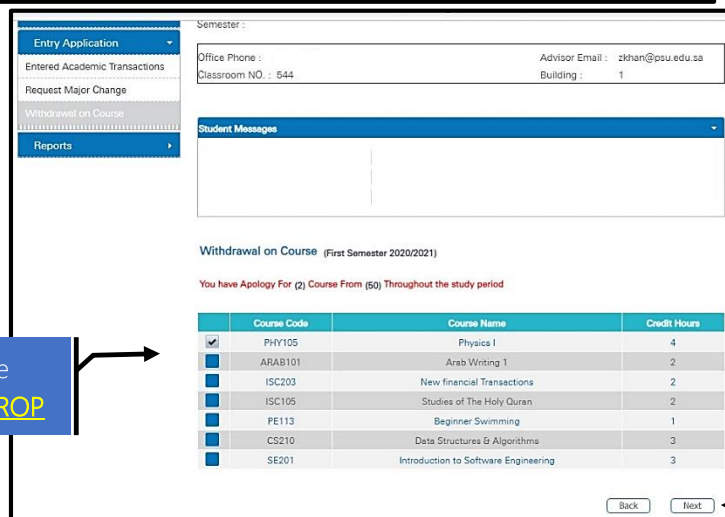 Semester :
Entry Application
Entered Academic Transactions
Request Major Change
Withdrawal on Course
Reports
Office Phone : Advisor Email : zkhan@psu.edu.sa
Classroom NO. : 544 Building : 1
Student Messages
Withdrawal on Course (First Semester 2020/2021)
You have Apology For (2) Course From (50) Throughout the study period
Course Code Course Name Credit Hours
PHY105 Physics I 4
ARAB101 Arab Writing 1 2
ISC203 New financial Transactions 2
ISC105 Studies of The Holy Quran 2
PE113 Beginner Swimming 1
CS210 Data Structures & Algorithms 3
SE201 Introduction to Software Engineering 3
Back Next